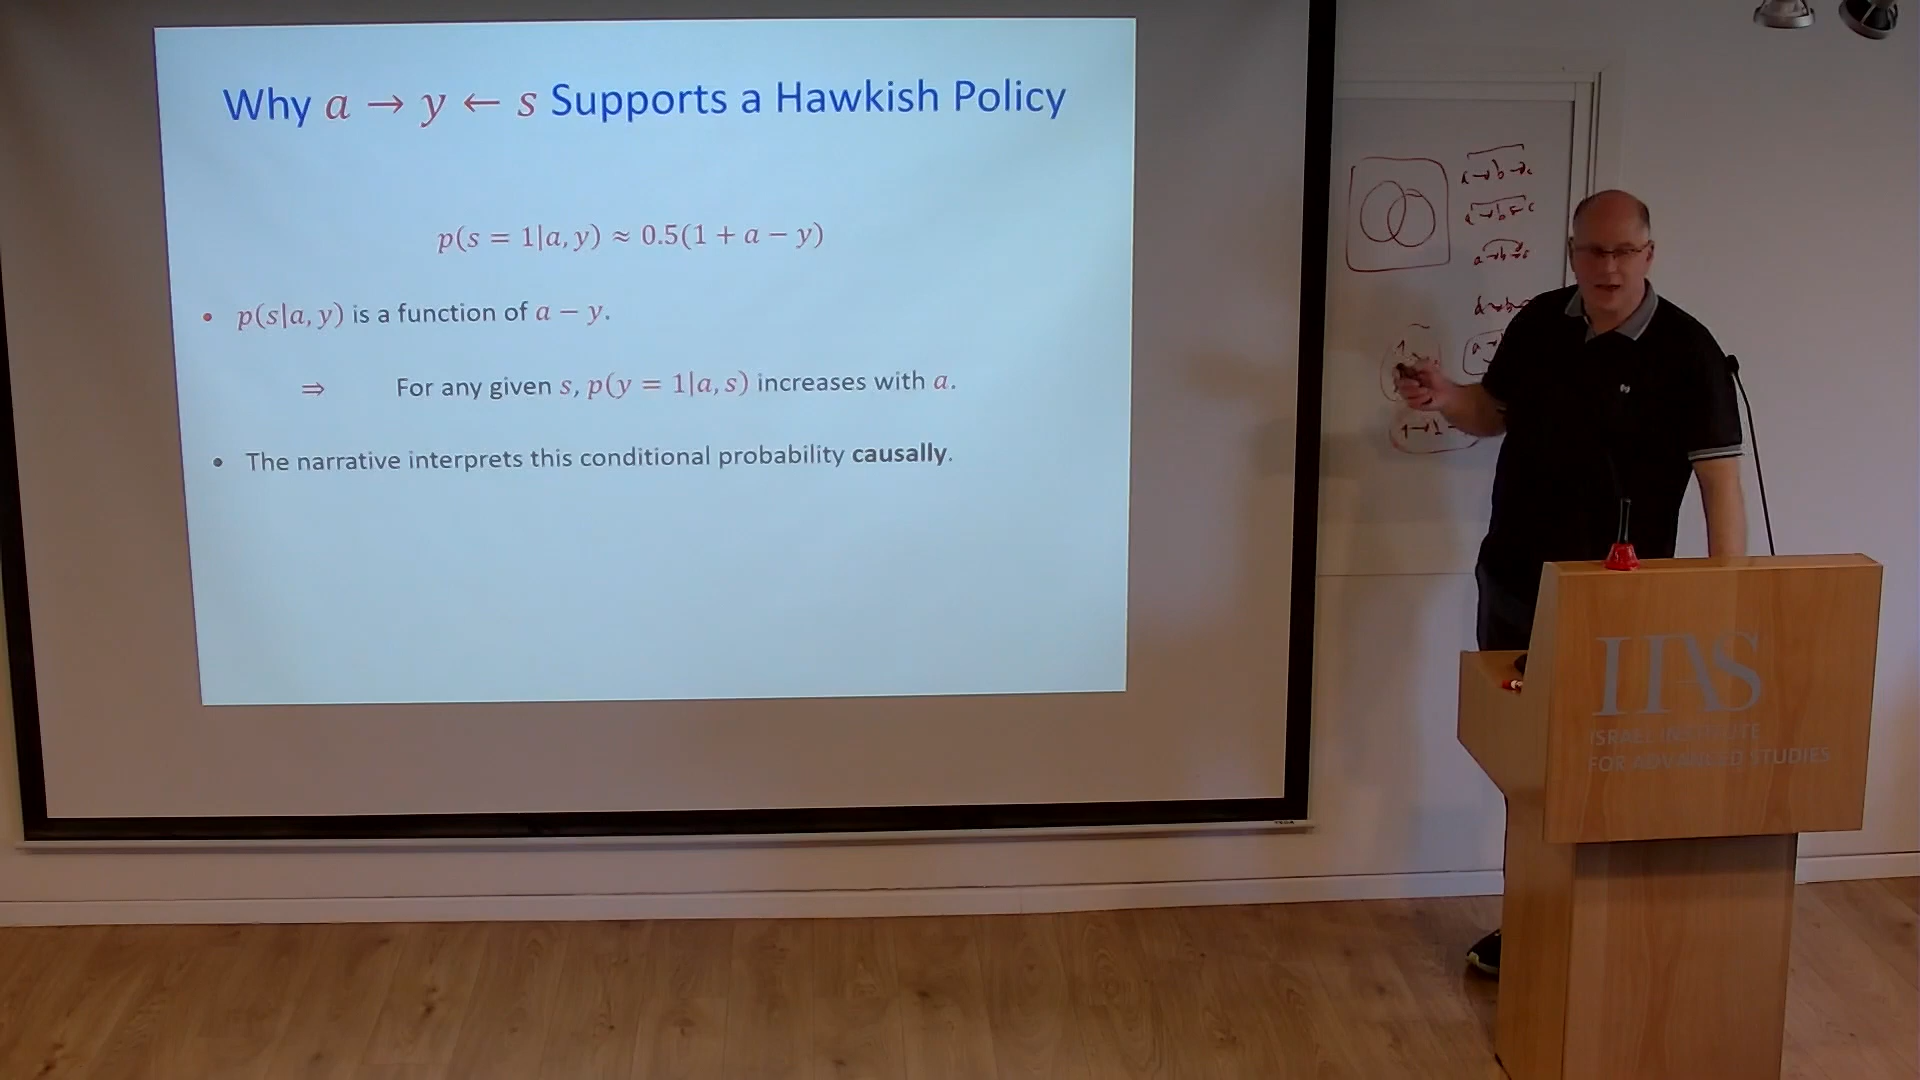 Why a → y ← s Supports a Hawkish Policy
p(s = 1|a, y) ≈ 0.5(1 + a − y)
• p(s|a, y) is a function of a − y.
⇒ For any given s, p(y = 1|a, s) increases with a.
• The narrative interprets this conditional probability causally.
IIAS
ISRAEL INSTITUTE
FOR ADVANCED STUDIES